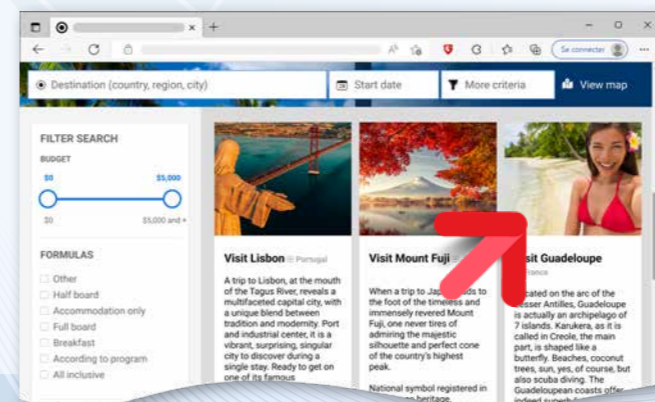 Se connecter
Destination (country, region, city)
Start date
More criteria
View map
FILTER SEARCH
BUDGET
$0 $5,000
$0 $5,000 and +
FORMULAS
Other
Half board
Accommodation only
Full board
Breakfast
According to program
All inclusive
Visit Lisbon Portugal
A trip to Lisbon, at the mouth
of the Tagus River, reveals a
multifaceted capital city, with
a unique blend between
tradition and modernity. Port
and industrial center, it is a
vibrant, surprising, singular
city to discover during a
single stay. Ready to get on
one of its famous
Visit Mount Fuji
When a trip to
the foot of the timeless and
immensely revered Mount
Fuji, one never tires of
admiring the majestic
silhouette and perfect cone
of the country's highest
peak.
National symbol registered in
heritage,
Guadeloupe
on the arc of the
Antilles, Guadeloupe
is actually an archipelago of
7 islands. Karukera, as it is
called in Creole, the main
part, is shaped like a
butterfly. Beaches, coconut
trees, sun, yes, of course, but
also scuba diving. The
Guadeloupean coasts offer
indeed